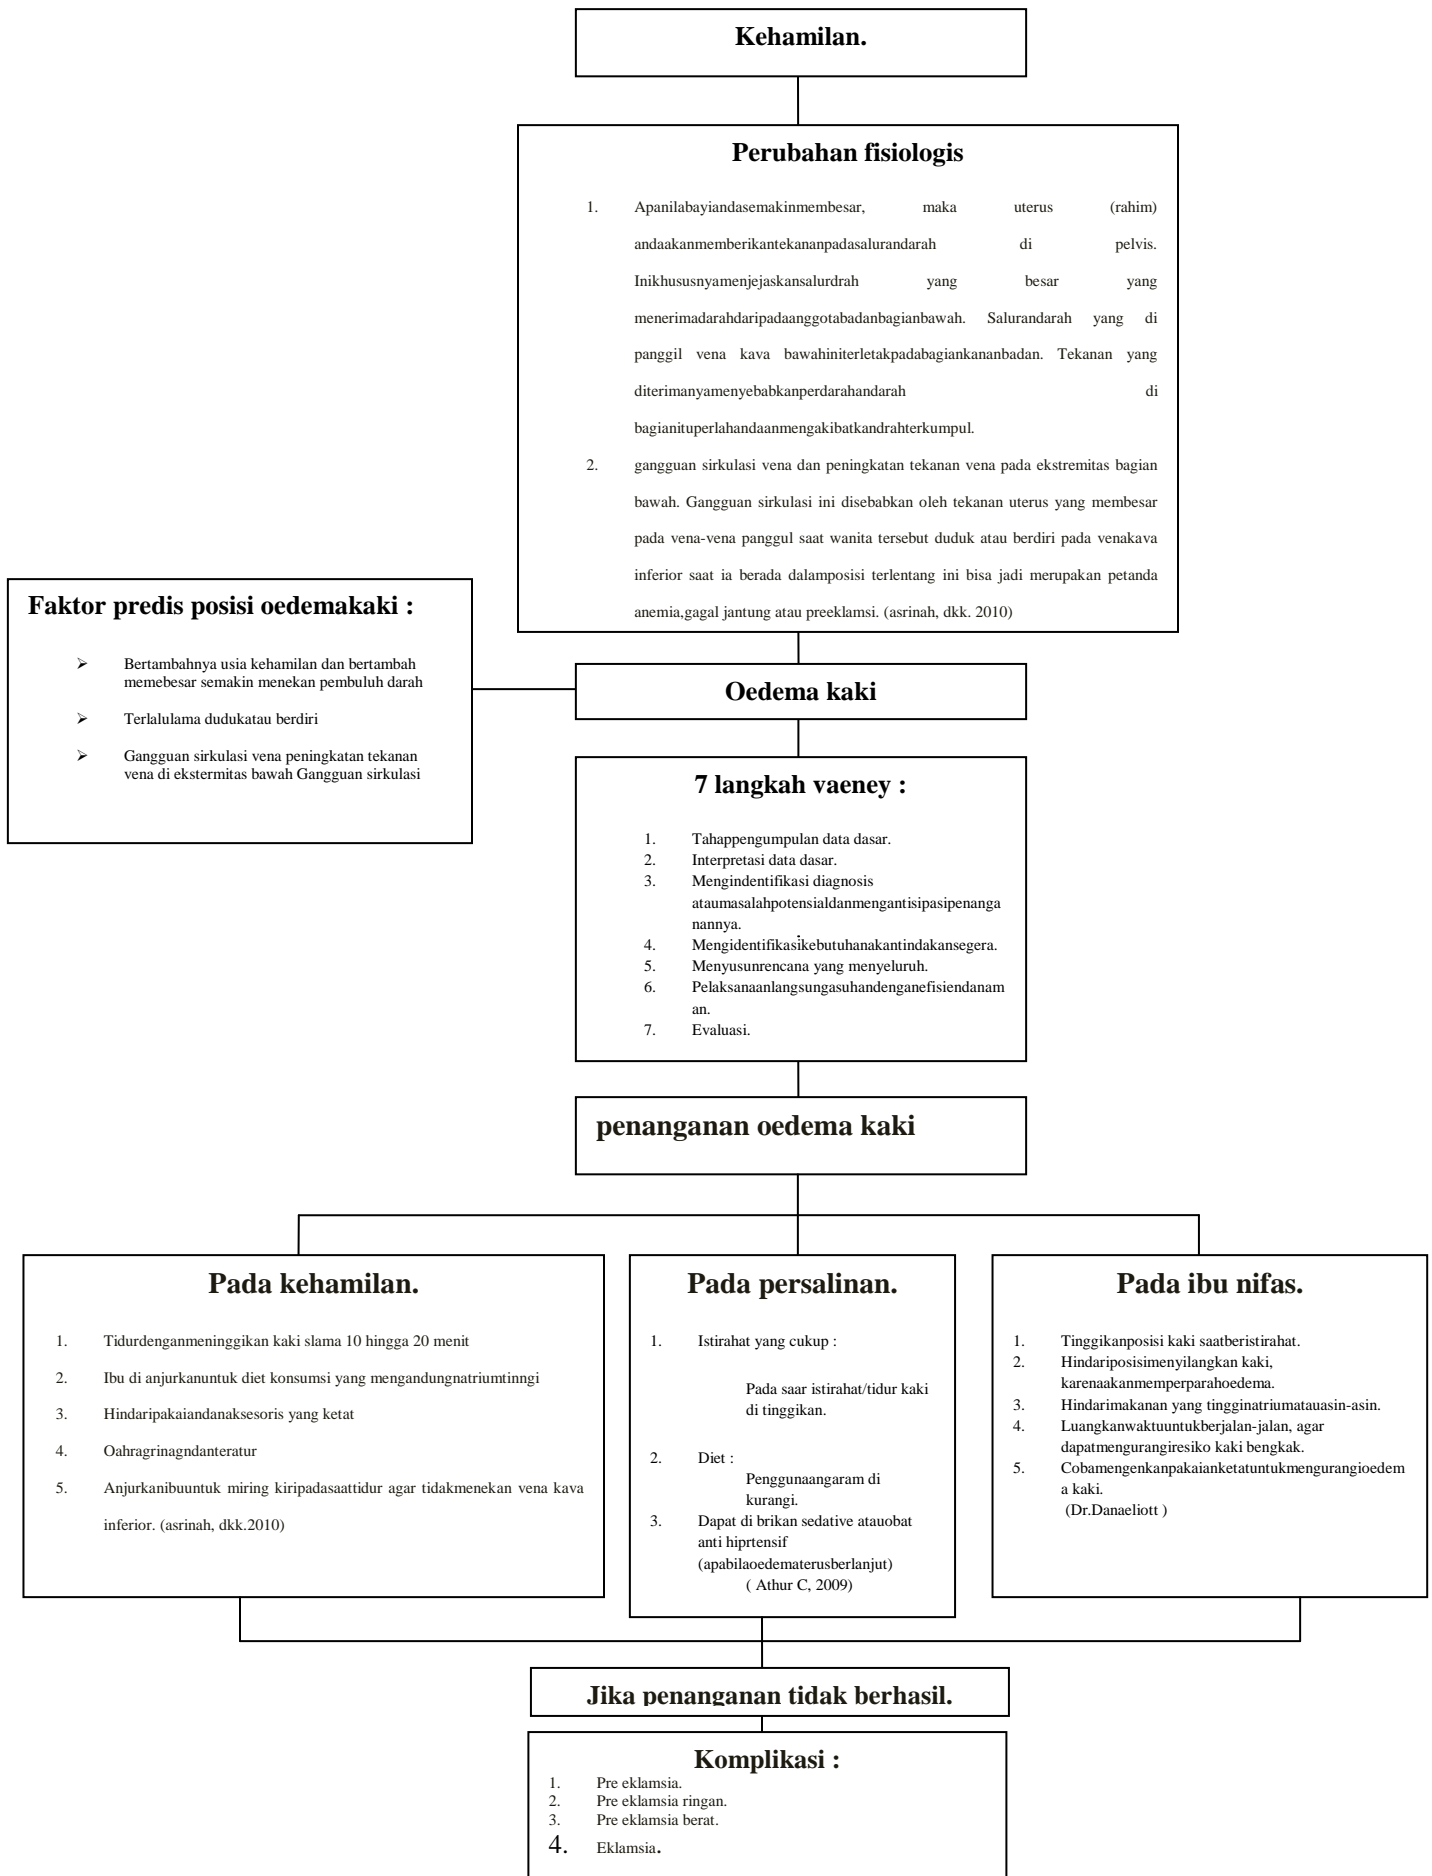 Kehamilan.
Perubahan fisiologis
1. Apanilabayiandasemakinmembesar, maka uterus (rahim)
andaakanmemberikantekananpadasalurandarah di pelvis.
Inikhususnyamenjejaskansalurdrah yang besar yang
menerimadarahdaripadaanggotabadanbagianbawah. Salurandarah yang di
panggil vena kava bawahiniterletakpadabagiankananbadan. Tekanan yang
diterimanyamenyebabkanperdarahandarah di
bagianituperlahandaanmengakibatkandrahterkumpul.
2. gangguan sirkulasi vena dan peningkatan tekanan vena pada ekstremitas bagian
bawah. Gangguan sirkulasi ini disebabkan oleh tekanan uterus yang membesar
pada vena-vena panggul saat wanita tersebut duduk atau berdiri pada venakava
inferior saat ia berada dalamposisi terlentang ini bisa jadi merupakan petanda
anemia,gagal jantung atau preeklamsi. (asrinah, dkk. 2010)
Faktor predis posisi oedemakaki :
➢ Bertambahnya usia kehamilan dan bertambah
memebesar semakin menekan pembuluh darah
➢ Terlalulama dudukatau berdiri
➢ Gangguan sirkulasi vena peningkatan tekanan
vena di ekstermitas bawah Gangguan sirkulasi
Oedema kaki
7 langkah vaeney :
1. Tahappengumpulan data dasar.
2. Interpretasi data dasar.
3. Mengindentifikasi diagnosis
ataumasalahpotensialdanmengantisipasipenanga
nannya.
4. Mengidentifikasikebutuhanakantindakansegera.
5. Menyusunrencana yang menyeluruh.
6. Pelaksanaanlangsungasuhandenganefisiendanam
an.
7. Evaluasi.
penanganan oedema kaki
Pada kehamilan.
1. Tidurdenganmeninggikan kaki slama 10 hingga 20 menit
2. Ibu di anjurkanuntuk diet konsumsi yang mengandungnatriumtinngi
3. Hindaripakaiandanaksesoris yang ketat
4. Oahragrinagndanteratur
5. Anjurkanibuuntuk miring kiripadasaattidur agar tidakmenekan vena kava
inferior. (asrinah, dkk.2010)
Pada persalinan.
1. Istirahat yang cukup :
Pada saar istirahat/tidur kaki
di tinggikan.
2. Diet :
Penggunaangaram di
kurangi.
3. Dapat di brikan sedative atauobat
anti hiprtensif
(apabilaoedematerusberlanjut)
( Athur C, 2009)
Pada ibu nifas.
1. Tinggikanposisi kaki saatberistirahat.
2. Hindariposisimenyilangkan kaki,
karenaakanmemperparahoedema.
3. Hindarimakanan yang tingginatriumatauasin-asin.
4. Luangkanwaktuuntukberjalan-jalan, agar
dapatmengurangiresiko kaki bengkak.
5. Cobamengenkanpakaianketatuntukmengurangioedem
a kaki.
(Dr.Danaeliott )
Jika penanganan tidak berhasil.
Komplikasi :
1. Pre eklamsia.
2. Pre eklamsia ringan.
3. Pre eklamsia berat.
4. Eklamsia.